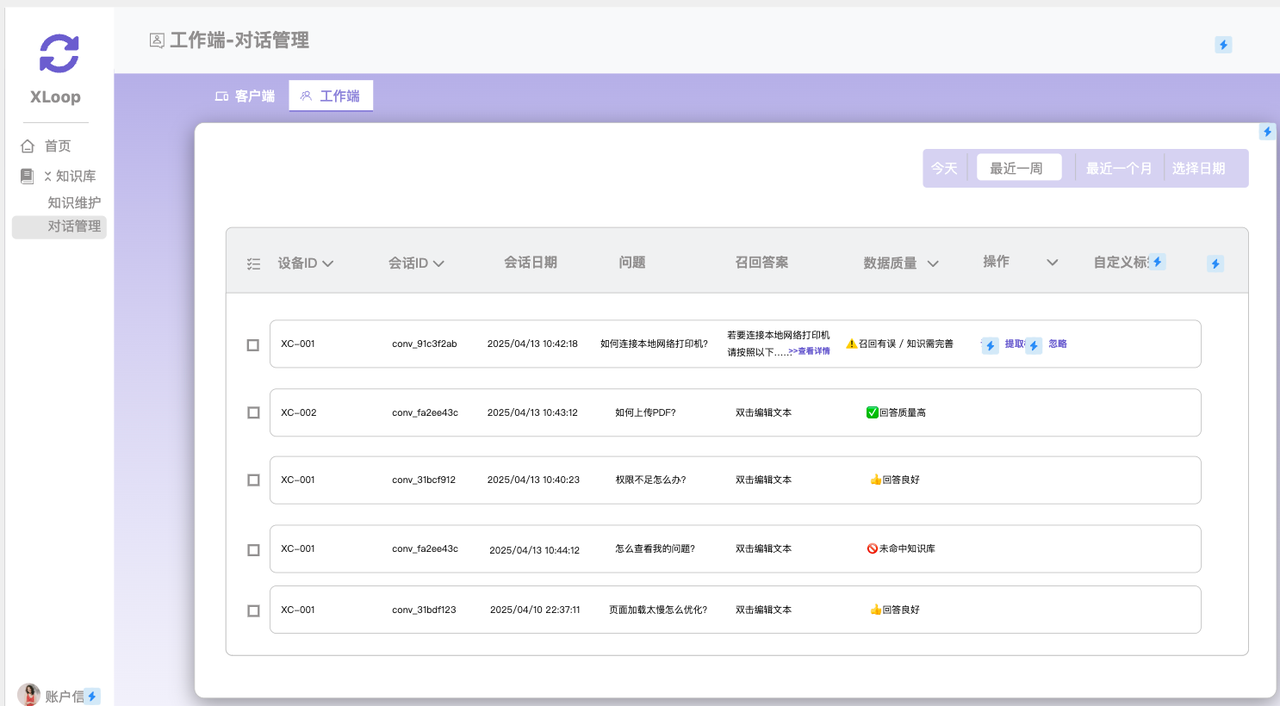 工作端-对话管理
XLoop
客户端
工作端
首页
知识库
知识维护
对话管理
今天
最近一周
最近一个月
选择日期
设备ID
会话ID
会话日期
问题
召回答案
数据质量
操作
自定义标
XC-001
conv_91c3f2ab
2025/04/13 10:42:18
如何连接本地网络打印机?
若要连接本地网络打印机
请按照以下.....>>查看详情
⚠️召回有误 / 知识需完善
提取
忽略
XC-002
conv_fa2ee43c
2025/04/13 10:43:12
如何上传PDF?
双击编辑文本
✅回答质量高
XC-001
conv_31bcf912
2025/04/13 10:40:23
权限不足怎么办?
双击编辑文本
👍回答良好
XC-001
conv_fa2ee43c
2025/04/13 10:44:12
怎么查看我的问题?
双击编辑文本
🚫未命中知识库
XC-001
conv_31bdf123
2025/04/10 22:37:11
页面加载太慢怎么优化?
双击编辑文本
👍回答良好
账户信